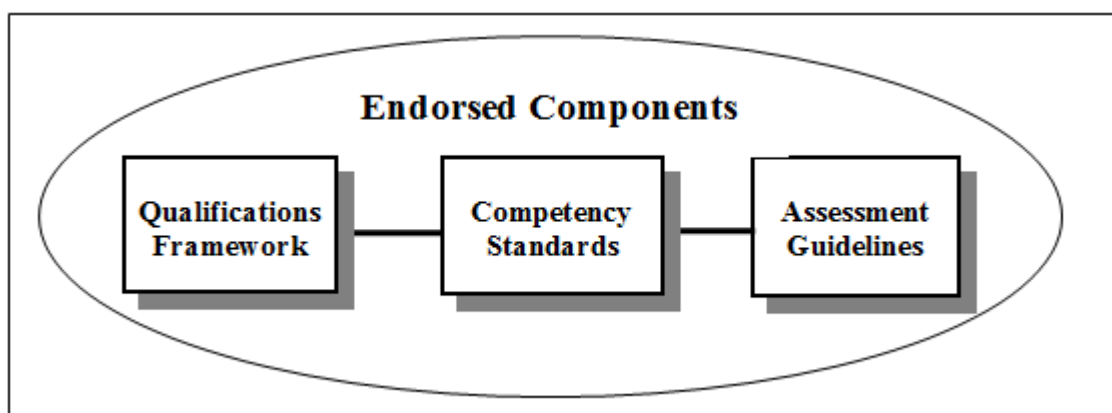 Endorsed Components
Qualifications
Framework
Competency
Standards
Assessment
Guidelines